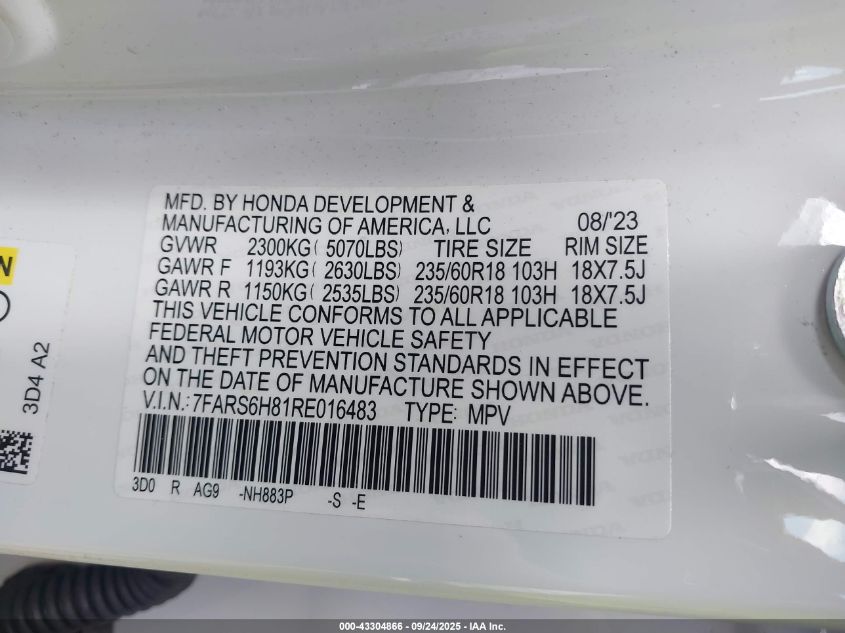 MFD. BY HONDA DEVELOPMENT &
MANUFACTURING OF AMERICA, LLC 08/'23
GVWR 2300KG( 5070LBS) TIRE SIZE RIM SIZE
GAWR F 1193KG( 2630LBS) 235/60R18 103H 18X7.5J
GAWR R 1150KG( 2535LBS) 235/60R18 103H 18X7.5J
THIS VEHICLE CONFORMS TO ALL APPLICABLE
FEDERAL MOTOR VEHICLE SAFETY
AND THEFT PREVENTION STANDARDS IN EFFECT
ON THE DATE OF MANUFACTURE SHOWN ABOVE.
V.I.N.: 7FARS6H81RE016483 TYPE: MPV
3D0 R AG9 -NH883P -S -E
3D4 A2
000-43304866 - 09/24/2025 - IAA Inc.